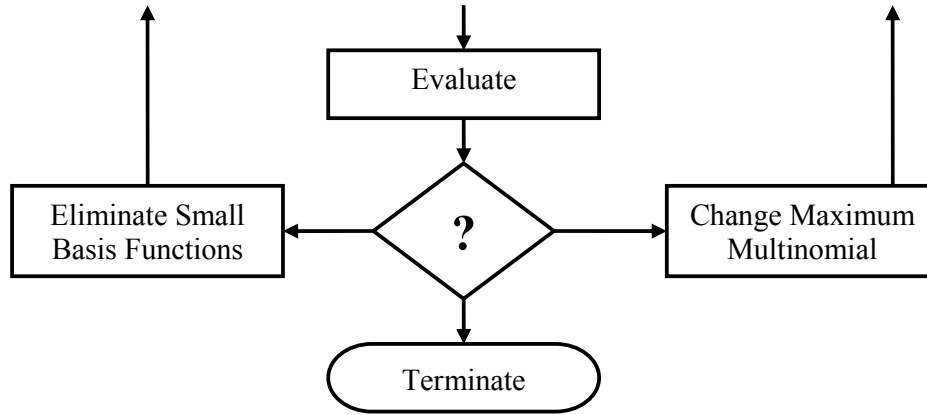 Evaluate
Eliminate Small
Basis Functions
?
Change Maximum
Multinomial
Terminate